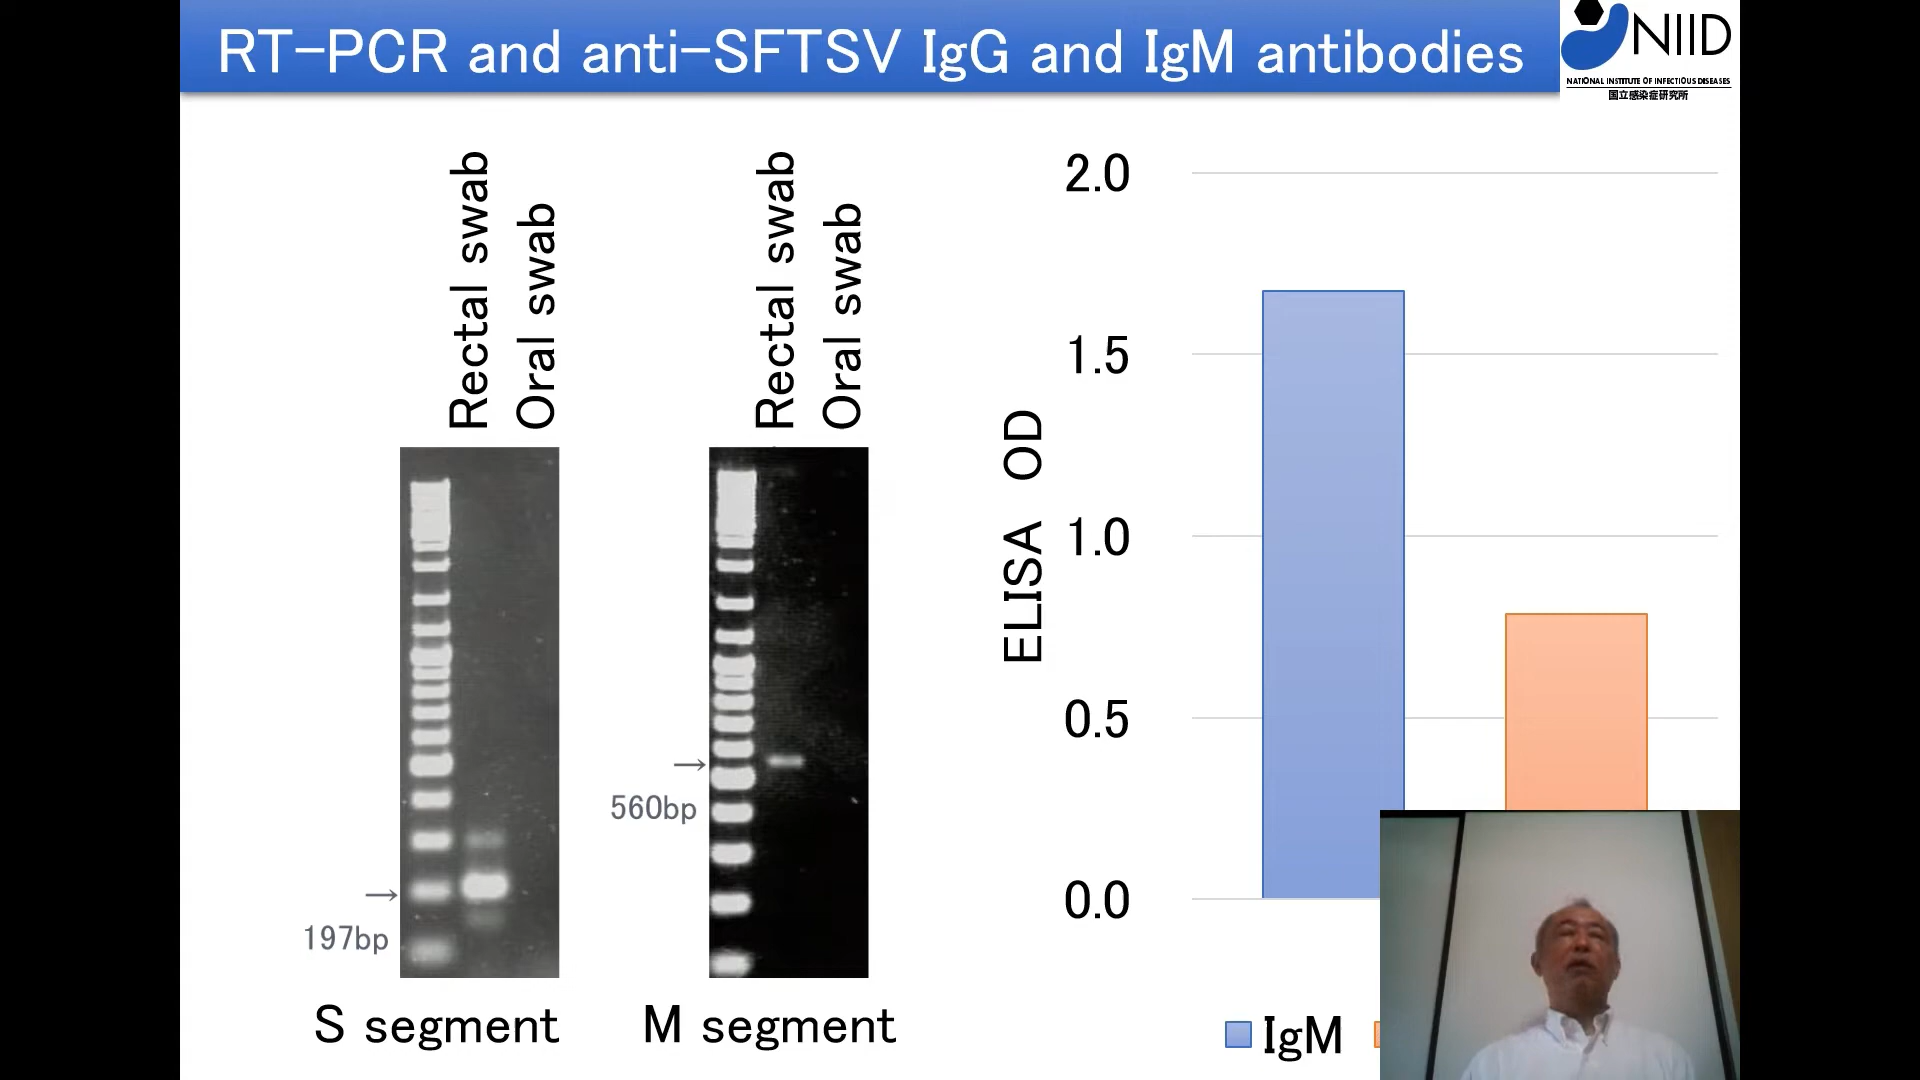 RT-PCR and anti-SFTSV IgG and IgM antibodies
NIID
NATIONAL INSTITUTE OF INFECTIOUS DISEASES
国立感染症研究所
Rectal swab
Oral swab
Rectal swab
Oral swab
→
197bp
→
560bp
S segment
M segment
ELISA OD
2.0
1.5
1.0
0.5
0.0
IgM